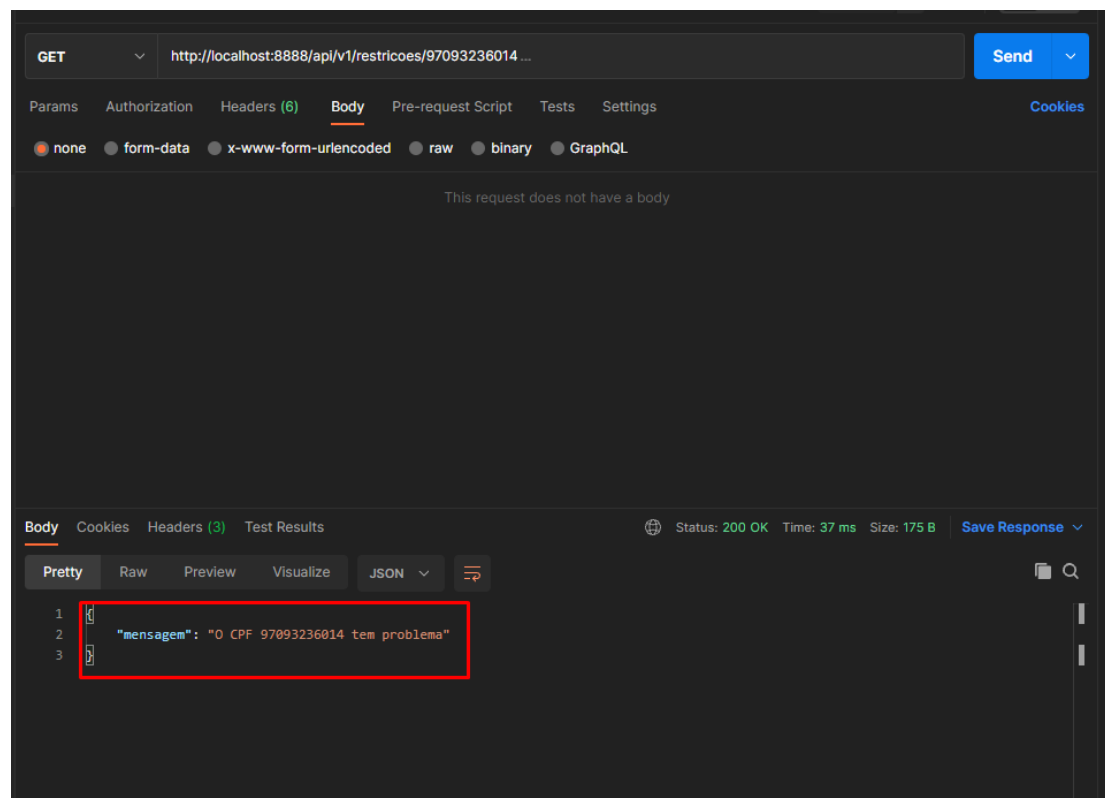 GET http://localhost:8888/api/v1/restricoes/97093236014 ... Send
Params Authorization Headers (6) Body Pre-request Script Tests Settings Cookies
none form-data x-www-form-urlencoded raw binary GraphQL
This request does not have a body
Body Cookies Headers (3) Test Results Status: 200 OK Time: 37 ms Size: 175 B Save Response
Pretty Raw Preview Visualize JSON
1 {
2 "mensagem": "O CPF 97093236014 tem problema"
3 }